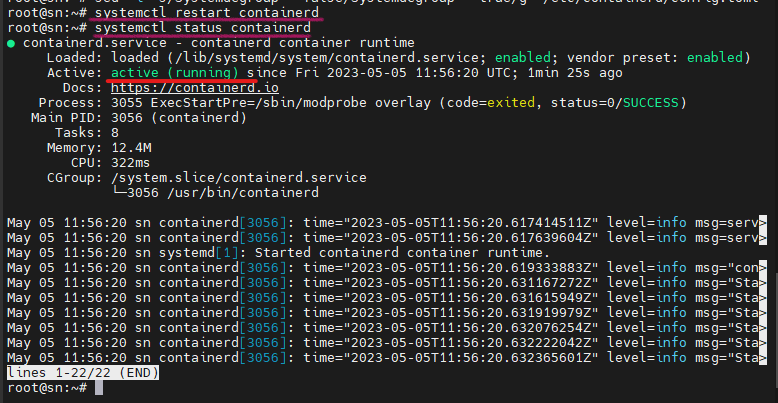 root@sn:~# systemctl restart containerd
root@sn:~# systemctl status containerd
● containerd.service - containerd container runtime
Loaded: loaded (/lib/systemd/system/containerd.service; enabled; vendor preset: enabled)
Active: active (running) since Fri 2023-05-05 11:56:20 UTC; 1min 25s ago
Docs: https://containerd.io
Process: 3055 ExecStartPre=/sbin/modprobe overlay (code=exited, status=0/SUCCESS)
Main PID: 3056 (containerd)
Tasks: 8
Memory: 12.4M
CPU: 322ms
CGroup: /system.slice/containerd.service
└─3056 /usr/bin/containerd
May 05 11:56:20 sn containerd[3056]: time="2023-05-05T11:56:20.617414511Z" level=info msg=serv>
May 05 11:56:20 sn containerd[3056]: time="2023-05-05T11:56:20.617639604Z" level=info msg=serv>
May 05 11:56:20 sn systemd[1]: Started containerd container runtime.
May 05 11:56:20 sn containerd[3056]: time="2023-05-05T11:56:20.619333883Z" level=info msg="con>
May 05 11:56:20 sn containerd[3056]: time="2023-05-05T11:56:20.631167272Z" level=info msg="Sta>
May 05 11:56:20 sn containerd[3056]: time="2023-05-05T11:56:20.631615949Z" level=info msg="Sta>
May 05 11:56:20 sn containerd[3056]: time="2023-05-05T11:56:20.631919979Z" level=info msg="Sta>
May 05 11:56:20 sn containerd[3056]: time="2023-05-05T11:56:20.632076254Z" level=info msg="Sta>
May 05 11:56:20 sn containerd[3056]: time="2023-05-05T11:56:20.632222042Z" level=info msg="Sta>
May 05 11:56:20 sn containerd[3056]: time="2023-05-05T11:56:20.632365601Z" level=info msg="Sta>
lines 1-22/22 (END)
root@sn:~#